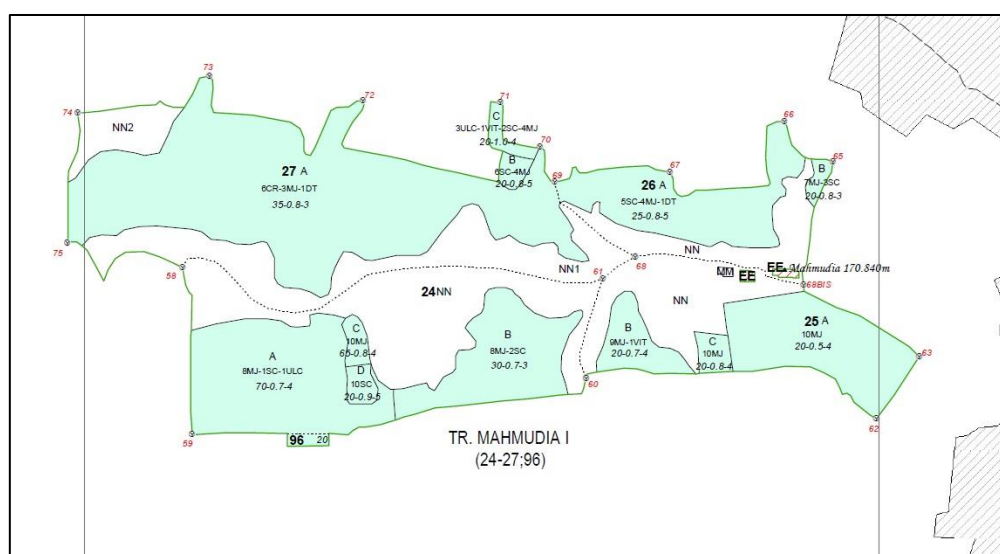 73
72
71
74
NN2
C
3ULC-1VIT-2SC-4MJ
20-1.0-4
66
70
B
6SC-4MJ
20-0.8-5
65
67
69
27 A
6CR-3MJ-1DT
35-0.8-3
26 A
5SC-4MJ-1DT
25-0.8-5
B
7MJ-3SC
20-0.8-3
75
58
NN
NN1
61
68
MM
EE
EE
Mahmudia 170.840m
68BIS
24NN
NN
C
10MJ
65-0.8-4
A
8MJ-1SC-1ULC
70-0.7-4
D
10SC
20-0.9-5
B
8MJ-2SC
30-0.7-3
B
9MJ-1VIT
20-0.7-4
C
10MJ
20-0.8-4
25 A
10MJ
20-0.5-4
63
60
62
59
96
20
TR. MAHMUDIA I
(24-27;96)